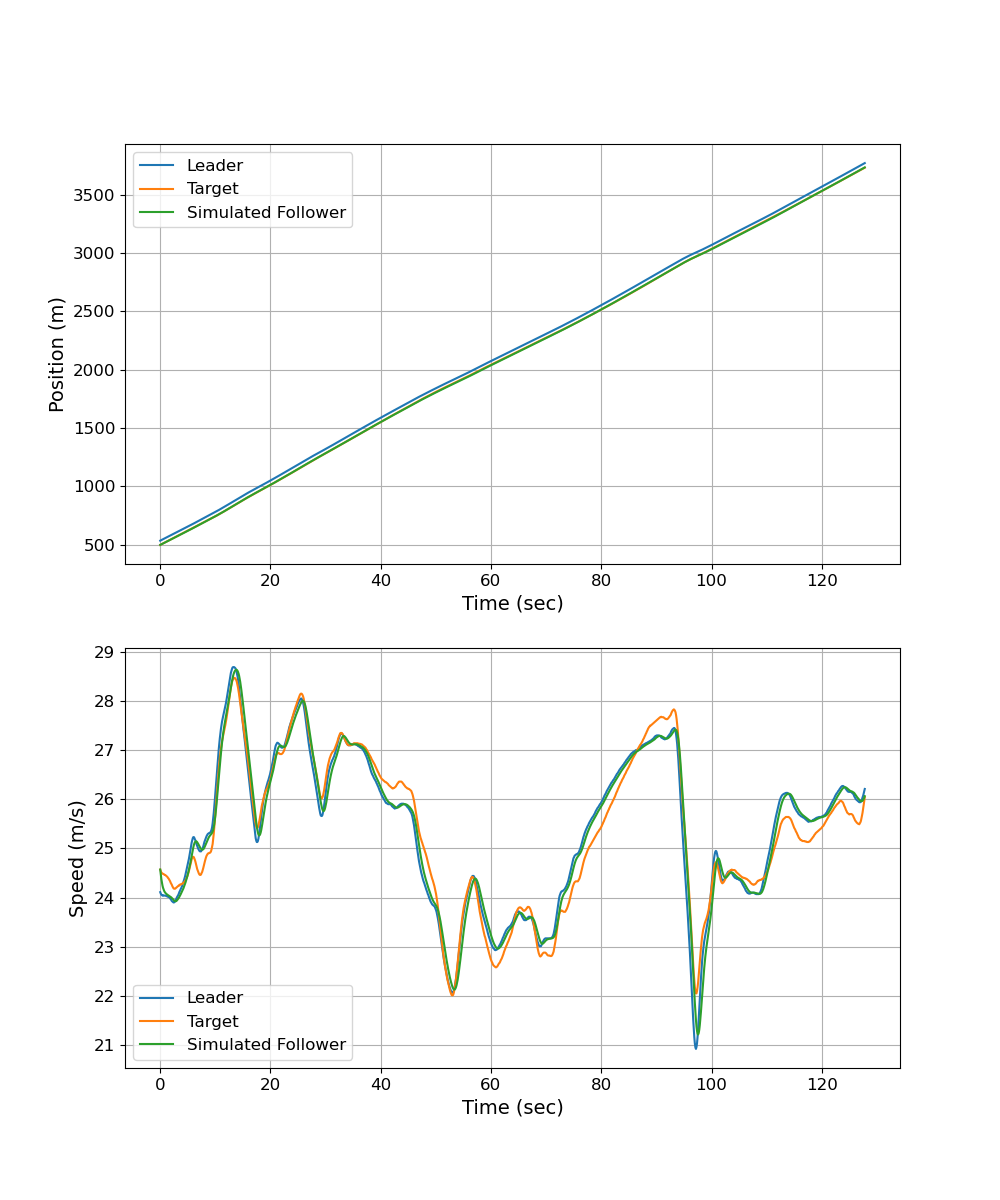 Leader
Target
Simulated Follower
3500
3000
2500
2000
1500
1000
500
Position (m)
0 20 40 60 80 100 120
Time (sec)
29
28
27
26
25
24
23
22
21
Speed (m/s)
Leader
Target
Simulated Follower
0 20 40 60 80 100 120
Time (sec)